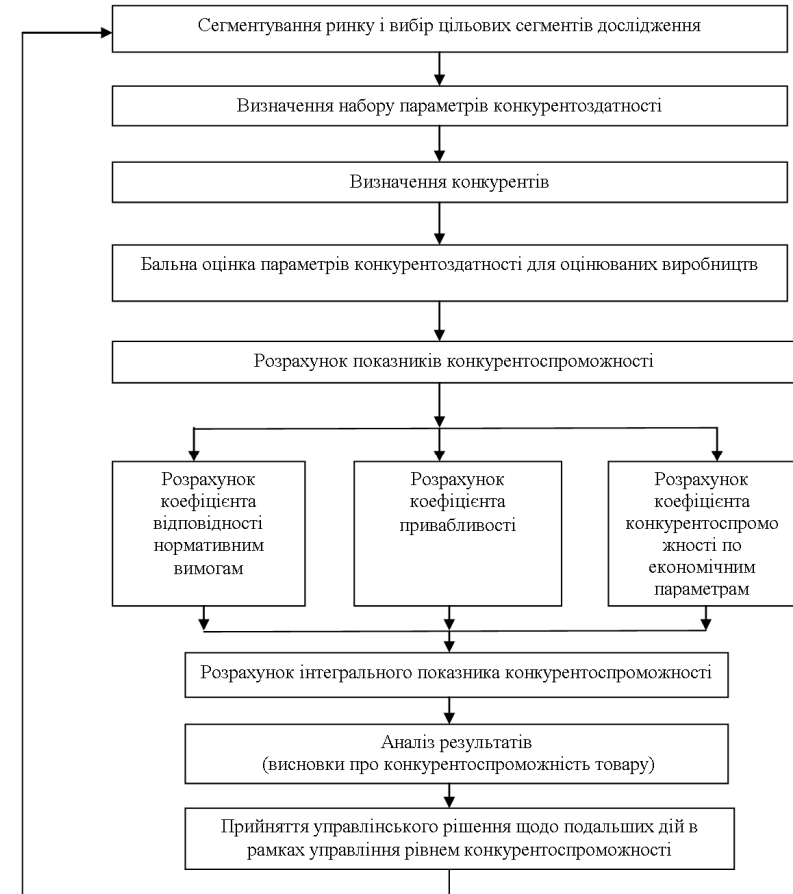 Сегментування ринку і вибір цільових сегментів дослідження
Визначення набору параметрів конкурентоздатності
Визначення конкурентів
Бальна оцінка параметрів конкурентоздатності для оцінюваних виробництв
Розрахунок показників конкурентоспроможності
Розрахунок
коефіцієнта
відповідності
нормативним
вимогам
Розрахунок
коефіцієнта
привабливості
Розрахунок
коефіцієнта
конкурентоспромо
жності по
економічним
параметрам
Розрахунок інтегрального показника конкурентоспроможності
Аналіз результатів
(висновки про конкурентоспроможність товару)
Прийняття управлінського рішення щодо подальших дій в
рамках управління рівнем конкурентоспроможності